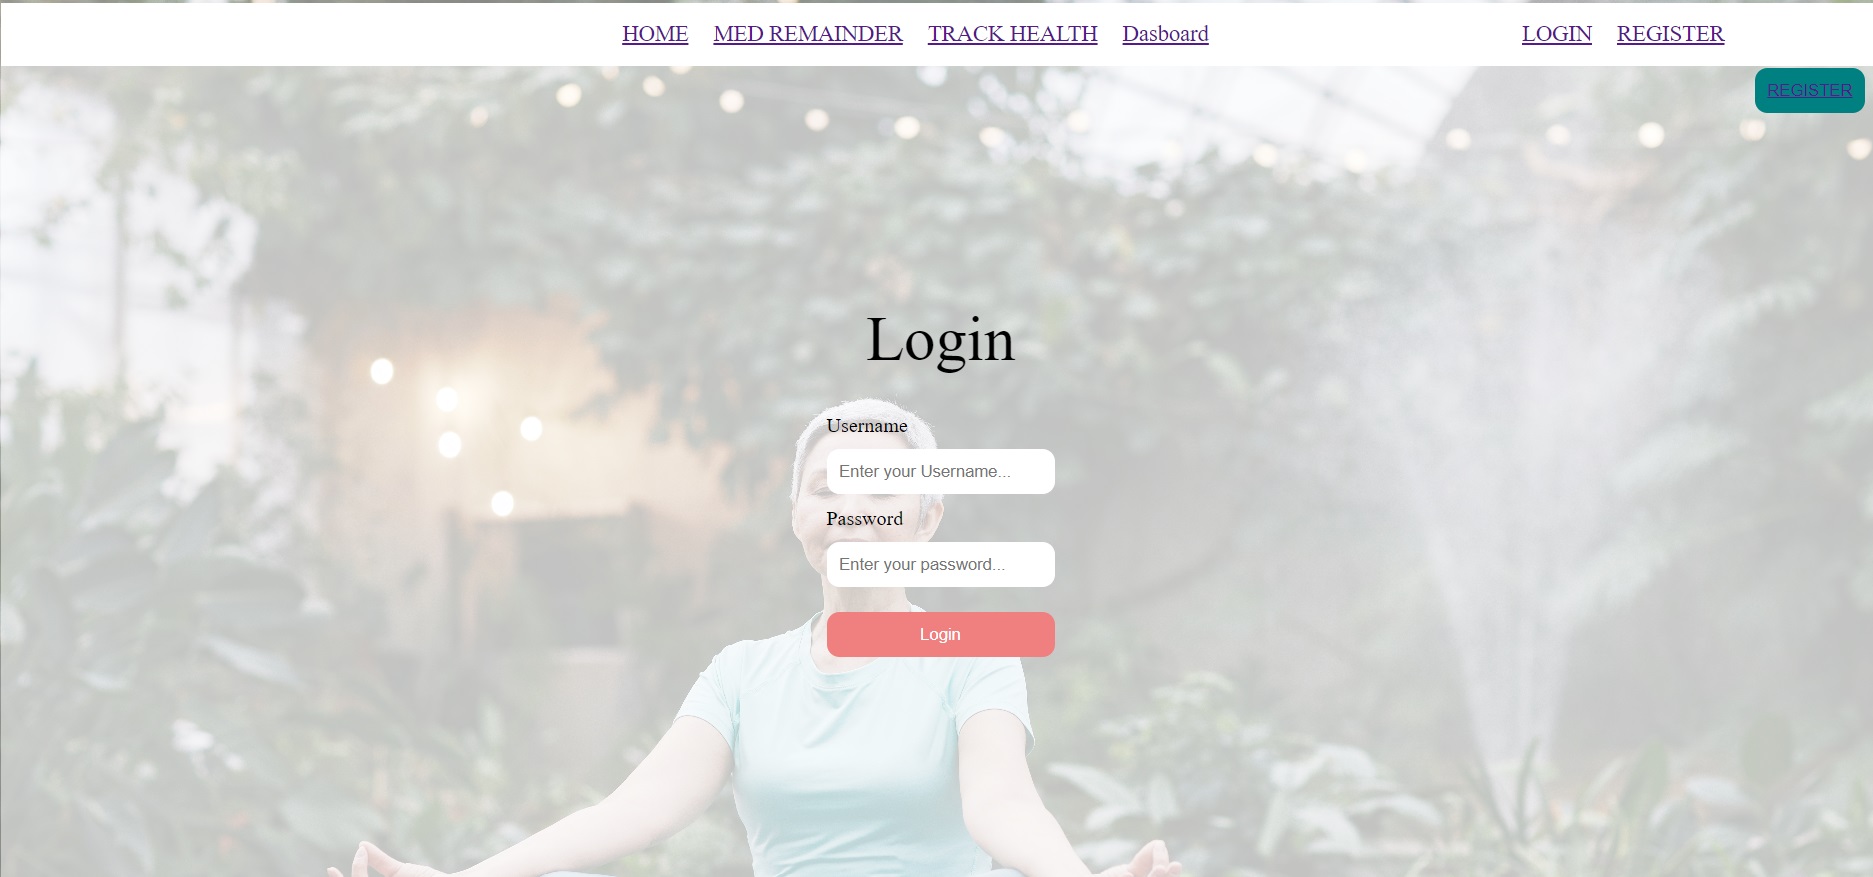 HOME MED REMAINDER TRACK HEALTH Dasboard LOGIN REGISTER
REGISTER
Login
Username
Enter your Username...
Password
Enter your password...
Login